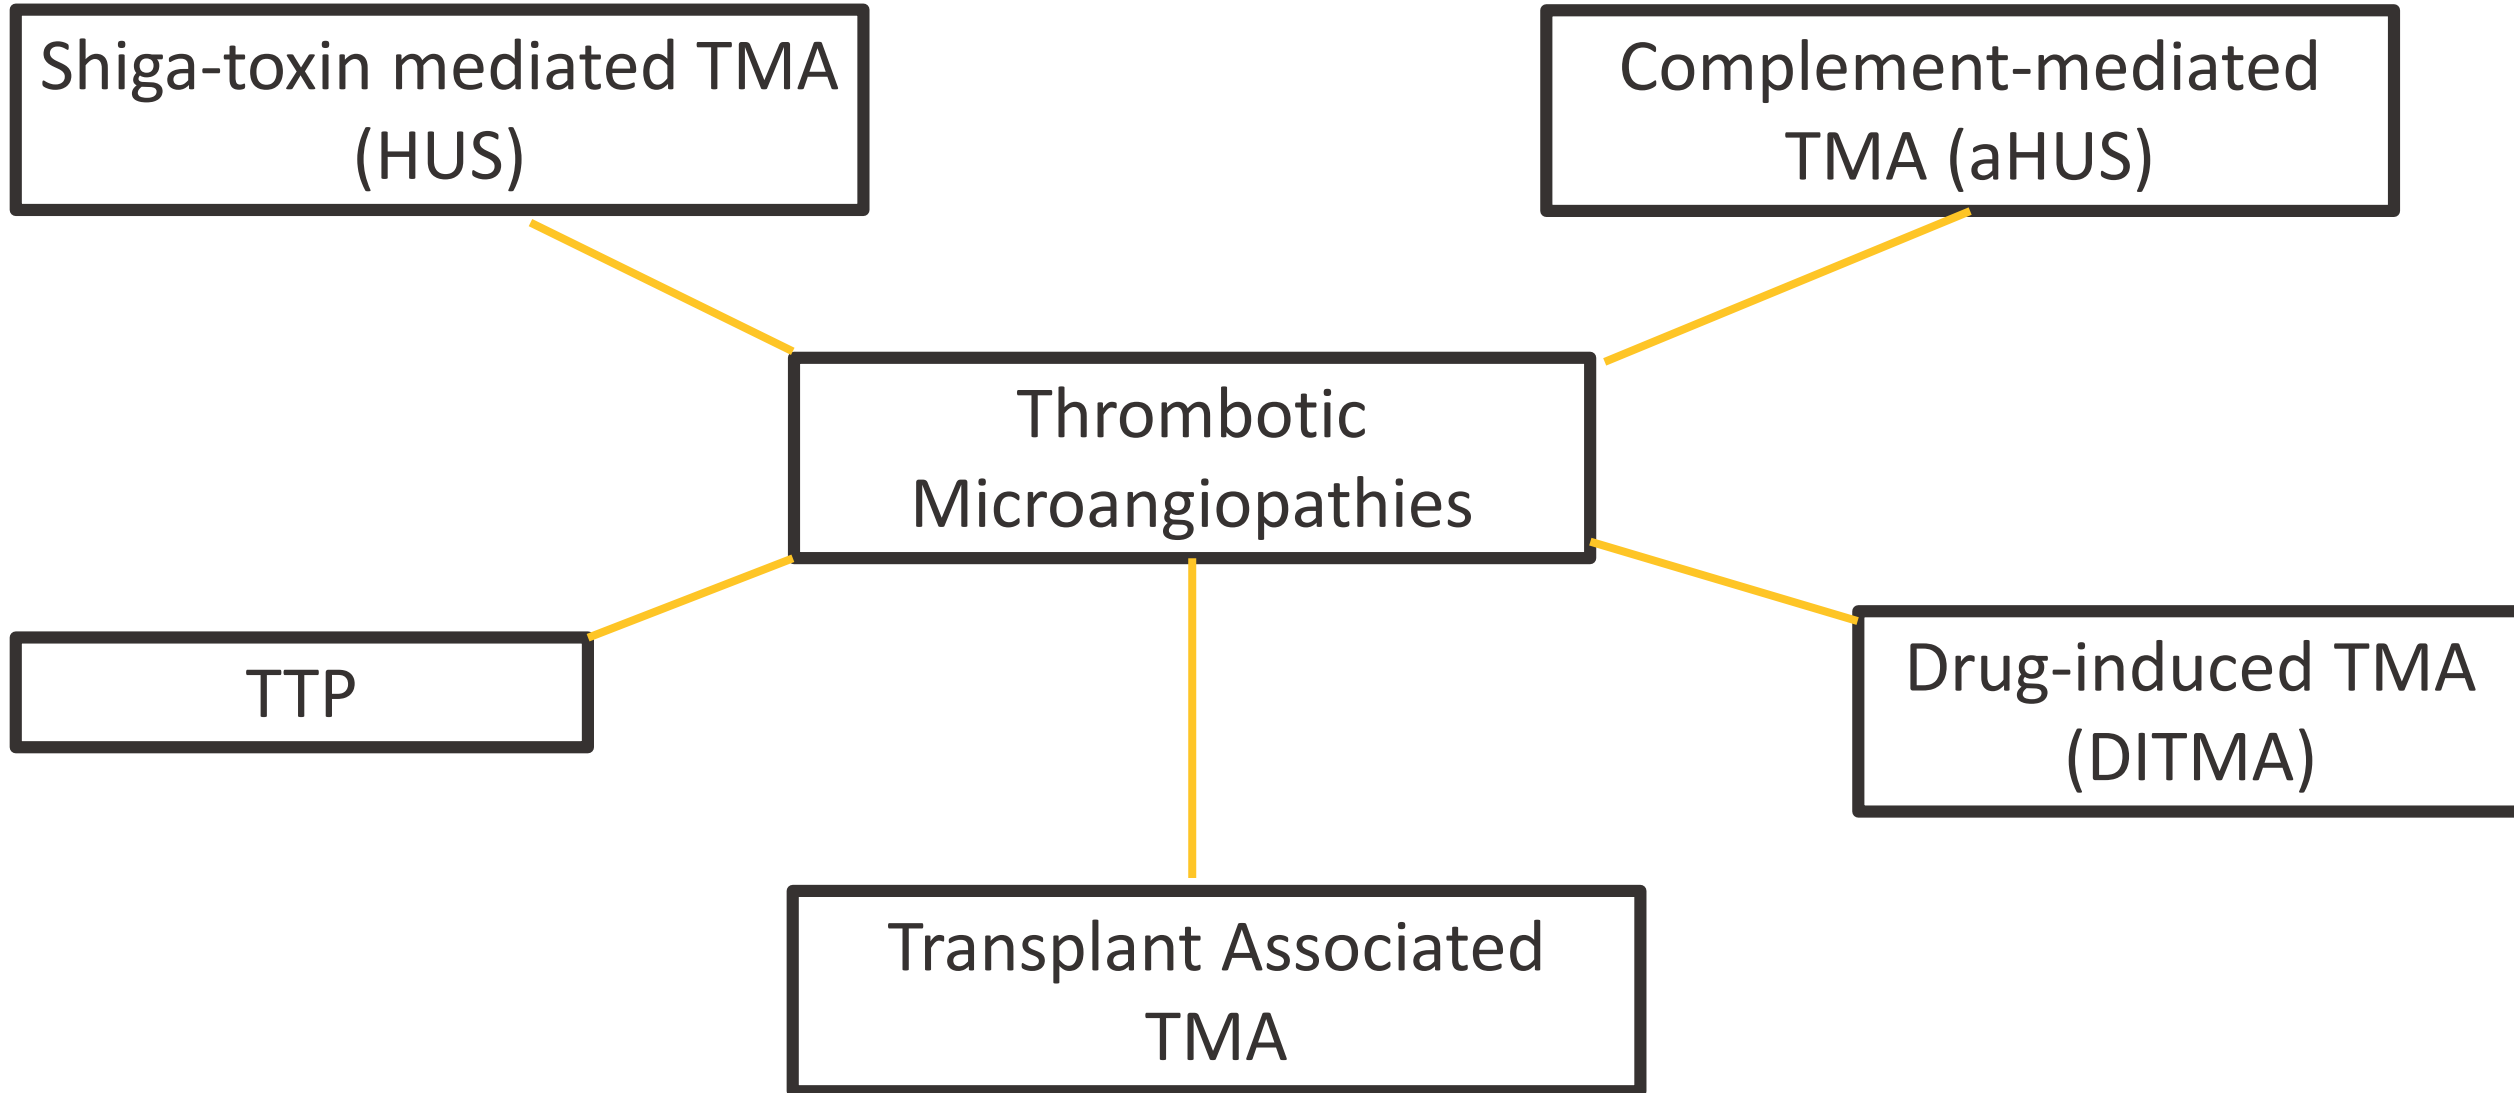 Shiga-toxin mediated TMA
(HUS)
Complement-mediated
TMA (aHUS)
Thrombotic
Microangiopathies
TTP
Drug-induced TMA
(DITMA)
Transplant Associated
TMA